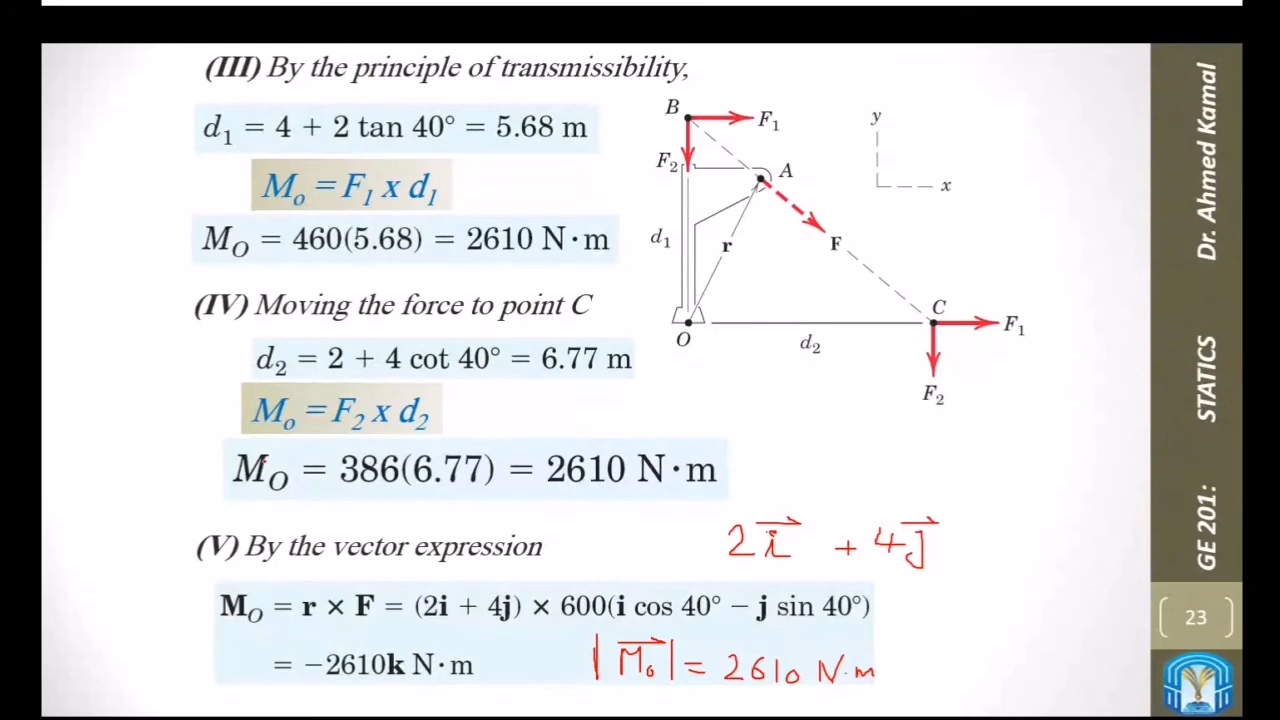 (III) By the principle of transmissibility,
d₁ = 4 + 2 tan 40° = 5.68 m
Mₒ = F₁ x d₁
M_O = 460(5.68) = 2610 N·m
(IV) Moving the force to point C
d₂ = 2 + 4 cot 40° = 6.77 m
Mₒ = F₂ x d₂
M_O = 386(6.77) = 2610 N·m
(V) By the vector expression
2i⃗ + 4j⃗
M_O = r × F = (2i + 4j) × 600(i cos 40° − j sin 40°)
= −2610k N·m
|M⃗ₒ| = 2610 N.m
B
F₁
F₂
A
y
x
d₁
r
F
C
F₁
O
d₂
F₂
Dr. Ahmed Kamal
STATICS
GE 201:
23